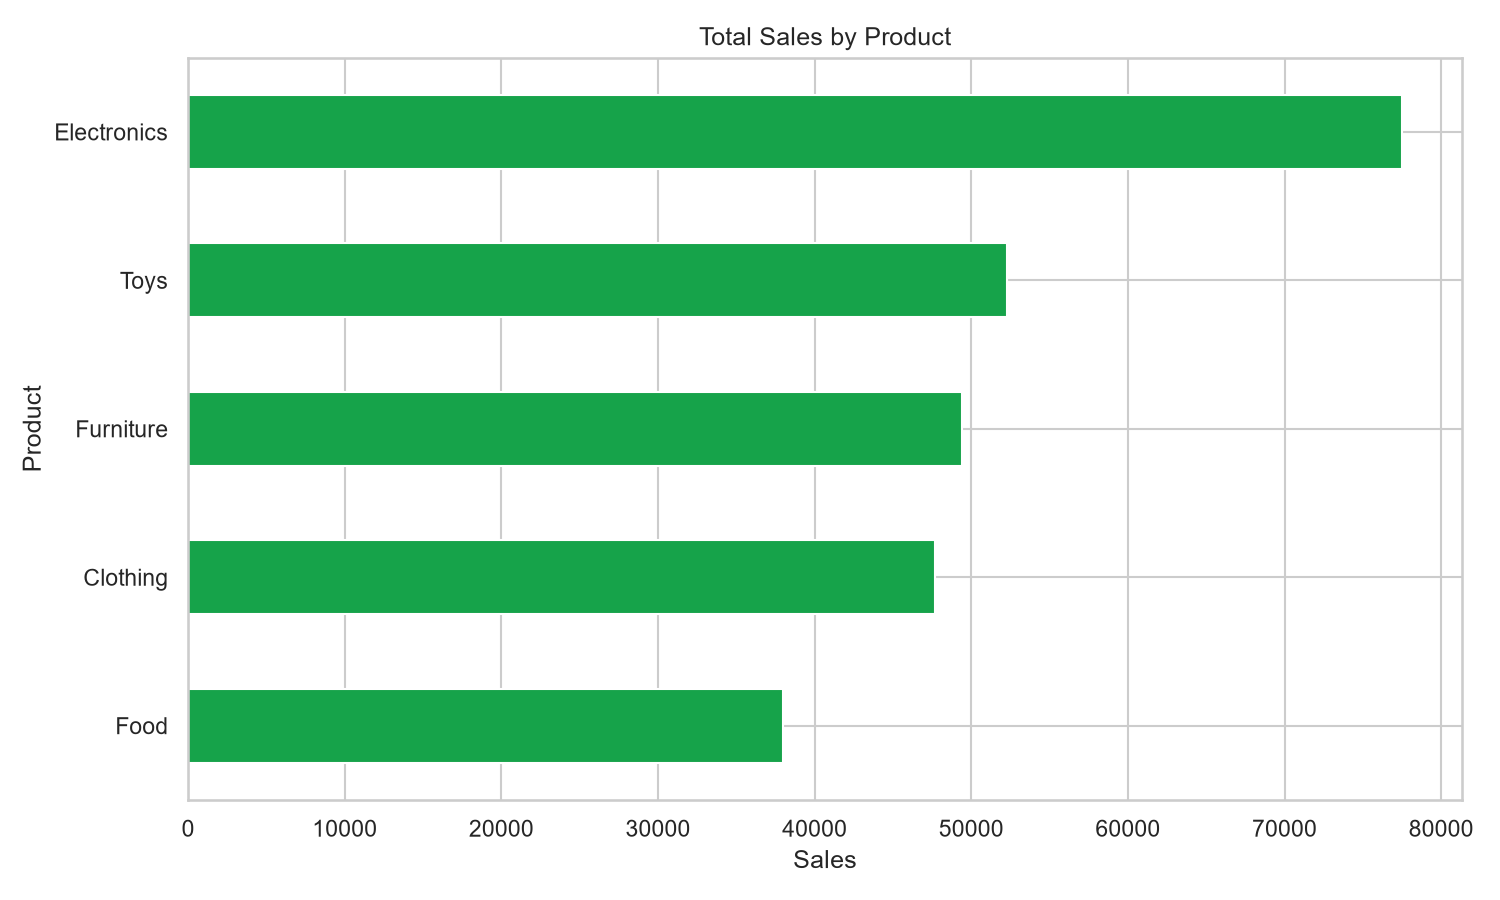 Total Sales by Product
Electronics
Toys
Furniture
Clothing
Food
Product
0 10000 20000 30000 40000 50000 60000 70000 80000
Sales